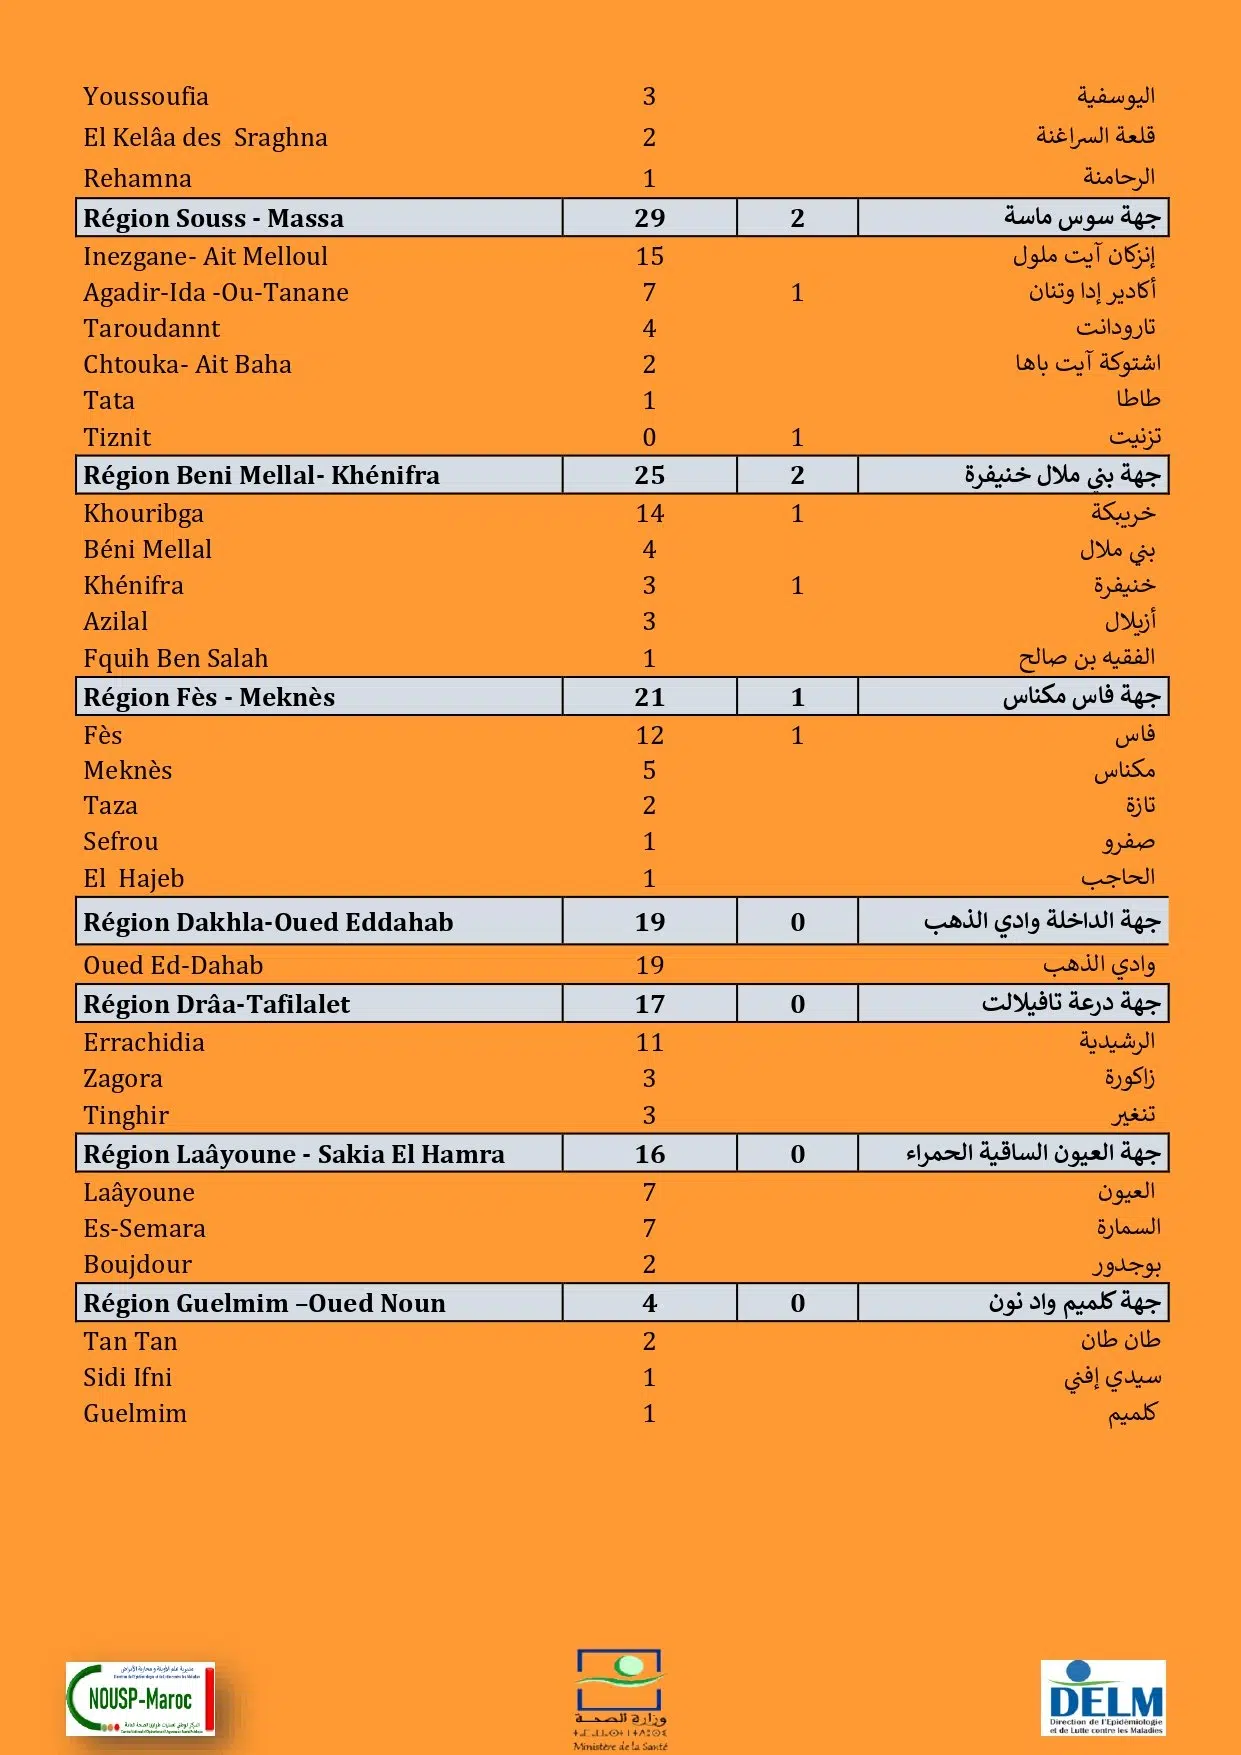 Youssoufia 3 اليوسفية
El Kelâa des Sraghna 2 قلعة السراغنة
Rehamna 1 الرحامنة
Région Souss - Massa 29 2 جهة سوس ماسة
Inezgane- Ait Melloul 15 إنزكان آيت ملول
Agadir-Ida -Ou-Tanane 7 1 أكادير إدا وتنان
Taroudannt 4 تارودانت
Chtouka- Ait Baha 2 اشتوكة آيت باها
Tata 1 طاطا
Tiznit 0 1 تزنيت
Région Beni Mellal- Khénifra 25 2 جهة بني ملال خنيفرة
Khouribga 14 1 خريبكة
Béni Mellal 4 بني ملال
Khénifra 3 1 خنيفرة
Azilal 3 أزيلال
Fquih Ben Salah 1 الفقيه بن صالح
Région Fès - Meknès 21 1 جهة فاس مكناس
Fès 12 1 فاس
Meknès 5 مكناس
Taza 2 تازة
Sefrou 1 صفرو
El Hajeb 1 الحاجب
Région Dakhla-Oued Eddahab 19 0 جهة الداخلة وادي الذهب
Oued Ed-Dahab 19 وادي الذهب
Région Drâa-Tafilalet 17 0 جهة درعة تافيلالت
Errachidia 11 الرشيدية
Zagora 3 زاكورة
Tinghir 3 تنغير
Région Laâyoune - Sakia El Hamra 16 0 جهة العيون الساقية الحمراء
Laâyoune 7 العيون
Es-Semara 7 السمارة
Boujdour 2 بوجدور
Région Guelmim –Oued Noun 4 0 جهة كلميم واد نون
Tan Tan 2 طان طان
Sidi Ifni 1 سيدي إفني
Guelmim 1 كلميم
مديرية علم الأوبئة و محاربة الأمراض
NOUSP-Maroc
وزارة الصحة
Ministère de la Santé
DELM
Direction de l'Epidémiologie
et de Lutte contre les Maladies